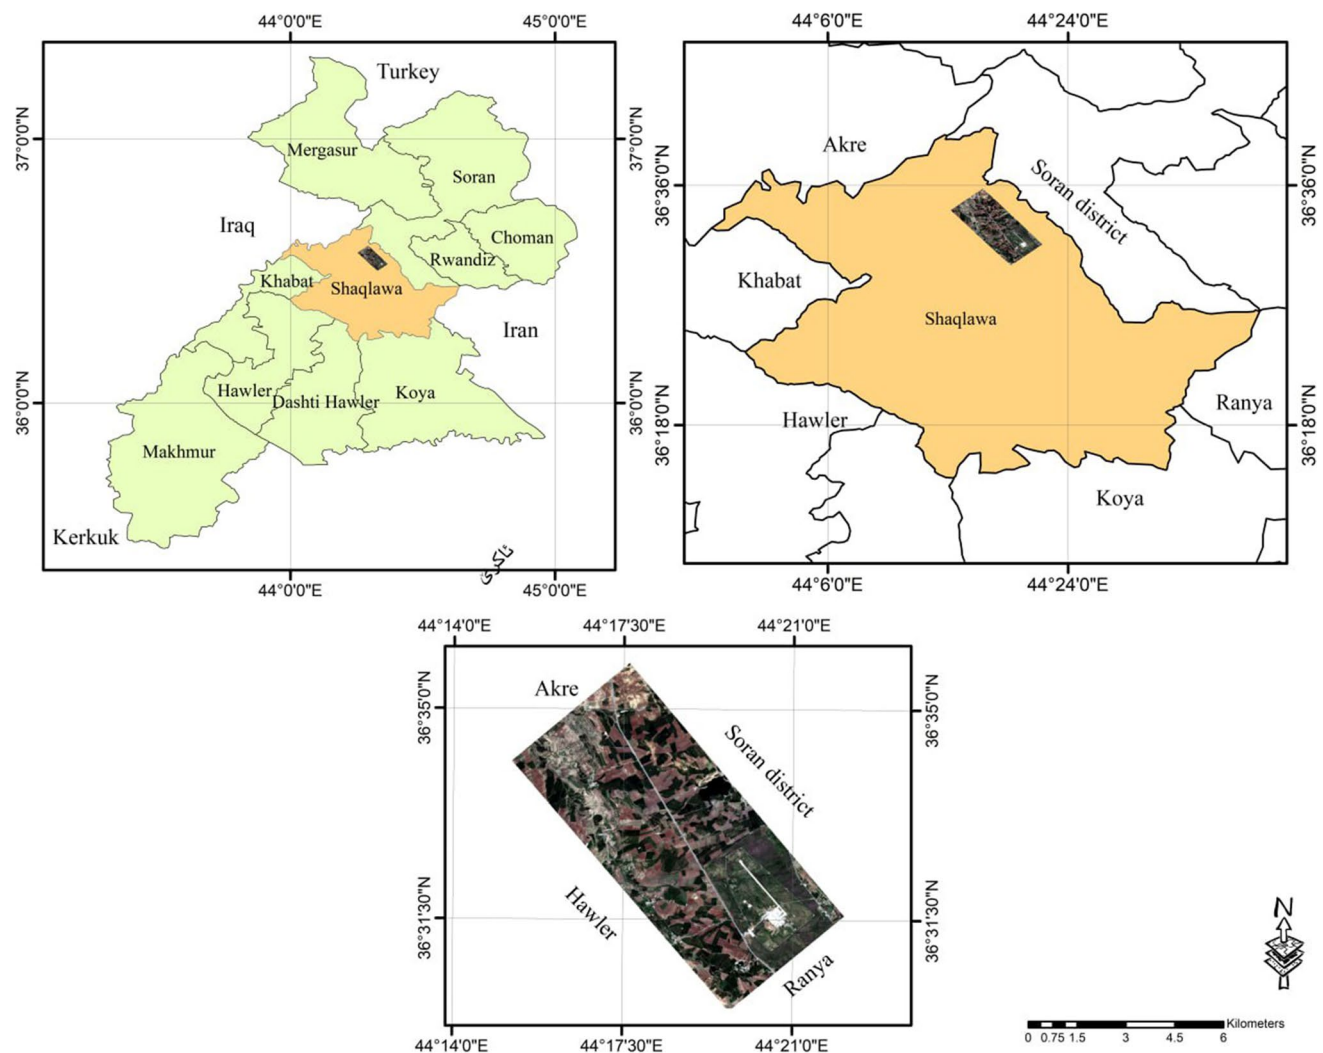 44°0'0"E 45°0'0"E
37°0'0"N
37°0'0"N
36°0'0"N
36°0'0"N
Turkey
Mergasur
Soran
Iraq
Choman
Rwandiz
Khabat
Shaqlawa
Iran
Hawler
Dashti Hawler
Koya
Makhmur
Kerkuk
44°0'0"E 45°0'0"E
44°6'0"E 44°24'0"E
36°36'0"N
36°36'0"N
36°18'0"N
36°18'0"N
Akre
Soran district
Khabat
Shaqlawa
Ranya
Hawler
Koya
44°6'0"E 44°24'0"E
44°14'0"E 44°17'30"E 44°21'0"E
36°35'0"N
36°35'0"N
36°31'30"N
36°31'30"N
Akre
Soran district
Hawler
Ranya
44°14'0"E 44°17'30"E 44°21'0"E
N
Kilometers
0 0.75 1.5 3 4.5 6